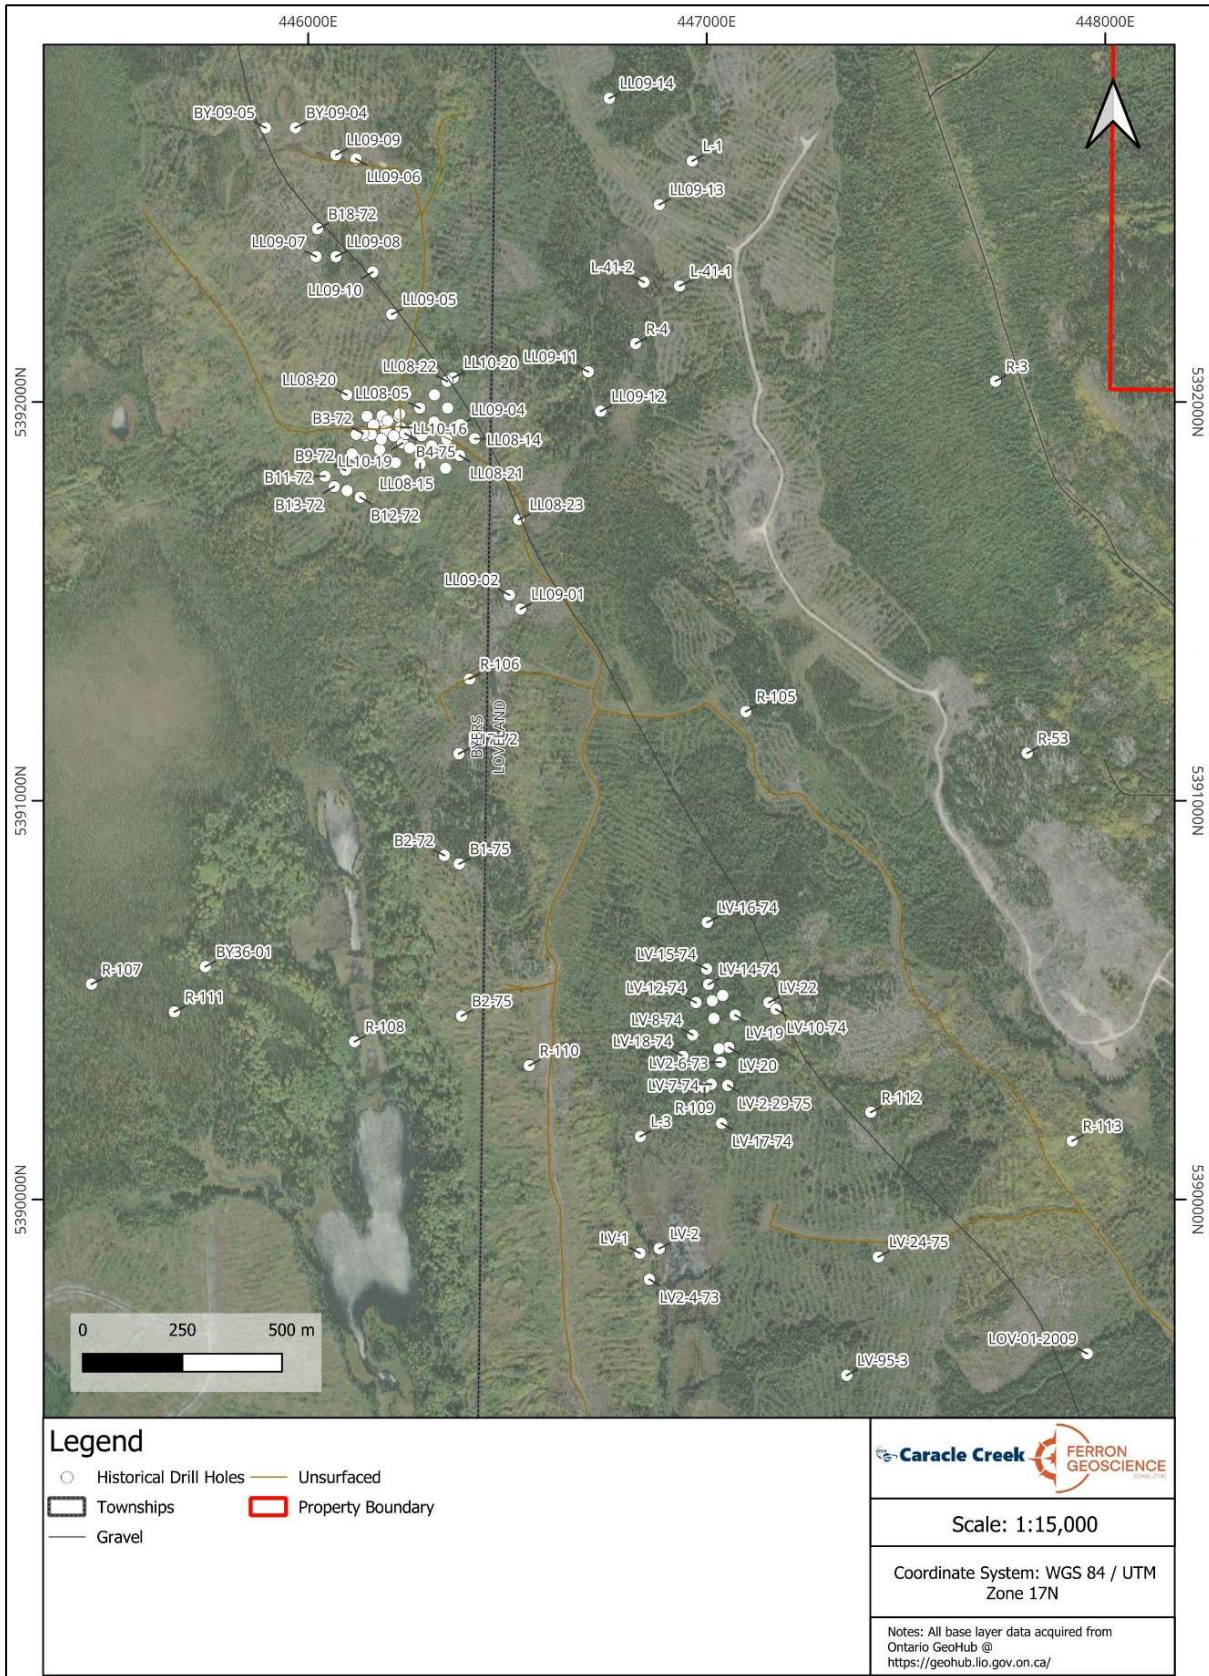 446000E
447000E
448000E
LL09-14
BY-09-05
BY-09-04
LL09-09
L-1
LL09-06
LL09-13
B18-72
LL09-07
LL09-08
L-41-2
L-41-1
LL09-10
LL09-05
R-4
LL08-22
LL10-20
LL09-11
R-3
LL08-20
LL08-05
LL09-12
5392000N
5392000N
B3-72
LL09-04
LL10-16
LL08-14
B9-72
B4-75
LL10-19
B11-72
LL08-21
LL08-15
B13-72
B12-72
LL08-23
LL09-02
LL09-01
R-106
R-105
BYERS
LOVELAND
R-53
5391000N
5391000N
B2-72
B1-75
LV-16-74
BY36-01
LV-15-74
LV-14-74
R-107
LV-12-74
LV-22
R-111
B2-75
LV-10-74
LV-8-74
LV-19
R-108
LV-18-74
R-110
LV2-6-73
LV-20
LV-7-74
LV-2-29-75
R-109
R-112
L-3
LV-17-74
R-113
5390000N
5390000N
LV-1
LV-2
LV-24-75
LV2-4-73
0 250 500 m
LOV-01-2009
LV-95-3
Legend
Historical Drill Holes
Unsurfaced
Townships
Property Boundary
Gravel
Caracle Creek
FERRON
GEOSCIENCE
CONSULTING
Scale: 1:15,000
Coordinate System: WGS 84 / UTM
Zone 17N
Notes: All base layer data acquired from
Ontario GeoHub @
https://geohub.lio.gov.on.ca/